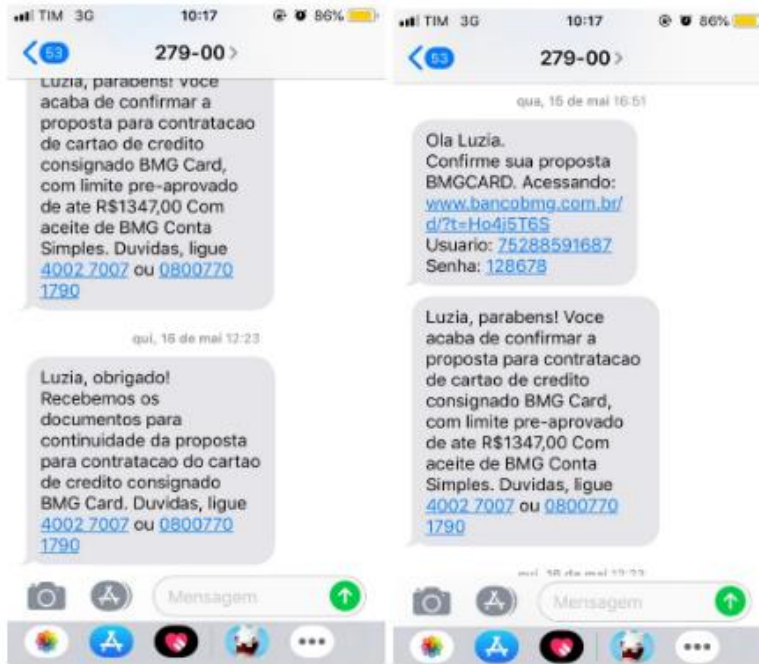 TIM 3G 10:17 86%
53 279-00
Luzia, parabens! Voce
acaba de confirmar a
proposta para contratacao
de cartao de credito
consignado BMG Card,
com limite pre-aprovado
de ate R$1347,00 Com
aceite de BMG Conta
Simples. Duvidas, ligue
4002 7007 ou 0800770
1790
qui, 16 de mai 12:23
Luzia, obrigado!
Recebemos os
documentos para
continuidade da proposta
para contratacao do cartao
de credito consignado
BMG Card. Duvidas, ligue
4002 7007 ou 0800770
1790
Mensagem
TIM 3G 10:17 86%
53 279-00
qua, 15 de mai 16:51
Ola Luzia.
Confirme sua proposta
BMGCARD. Acessando:
www.bancobmg.com.br/
d/?t=Ho4j5T6S
Usuario: 75288591687
Senha: 128678
Luzia, parabens! Voce
acaba de confirmar a
proposta para contratacao
de cartao de credito
consignado BMG Card,
com limite pre-aprovado
de ate R$1347,00 Com
aceite de BMG Conta
Simples. Duvidas, ligue
4002 7007 ou 0800770
1790
qui, 16 de mai 12:23
Mensagem